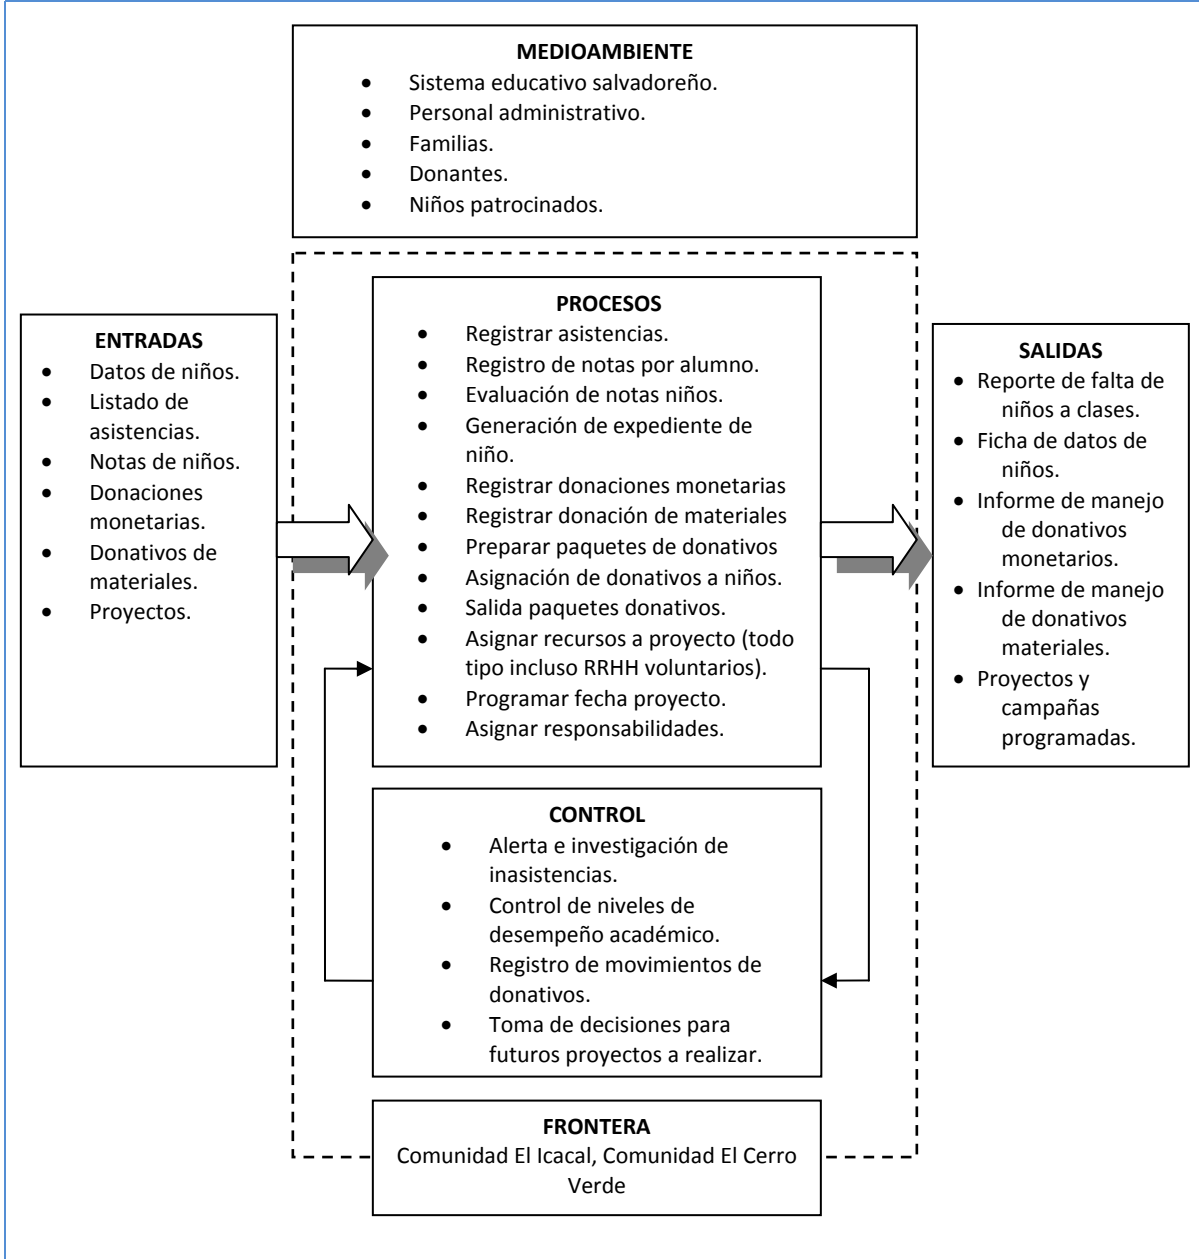 MEDIOAMBIENTE
• Sistema educativo salvadoreño.
• Personal administrativo.
• Familias.
• Donantes.
• Niños patrocinados.
ENTRADAS
• Datos de niños.
• Listado de
asistencias.
• Notas de niños.
• Donaciones
monetarias.
• Donativos de
materiales.
• Proyectos.
PROCESOS
• Registrar asistencias.
• Registro de notas por alumno.
• Evaluación de notas niños.
• Generación de expediente de
niño.
• Registrar donaciones monetarias
• Registrar donación de materiales
• Preparar paquetes de donativos
• Asignación de donativos a niños.
• Salida paquetes donativos.
• Asignar recursos a proyecto (todo
tipo incluso RRHH voluntarios).
• Programar fecha proyecto.
• Asignar responsabilidades.
SALIDAS
• Reporte de falta de
niños a clases.
• Ficha de datos de
niños.
• Informe de manejo
de donativos
monetarios.
• Informe de manejo
de donativos
materiales.
• Proyectos y
campañas
programadas.
CONTROL
• Alerta e investigación de
inasistencias.
• Control de niveles de
desempeño académico.
• Registro de movimientos de
donativos.
• Toma de decisiones para
futuros proyectos a realizar.
FRONTERA
Comunidad El Icacal, Comunidad El Cerro
Verde